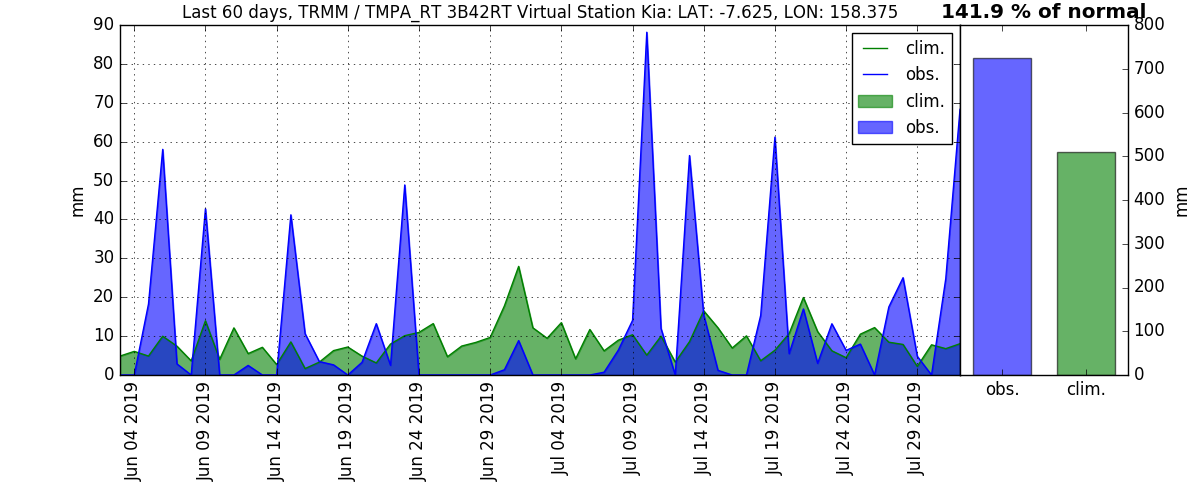 Last 60 days, TRMM / TMPA_RT 3B42RT Virtual Station Kia: LAT: -7.625, LON: 158.375
141.9 % of normal
90
80
70
60
50
40
30
20
10
0
mm
clim.
obs.
clim.
obs.
800
700
600
500
400
300
200
100
0
mm
Jun 04 2019
Jun 09 2019
Jun 14 2019
Jun 19 2019
Jun 24 2019
Jun 29 2019
Jul 04 2019
Jul 09 2019
Jul 14 2019
Jul 19 2019
Jul 24 2019
Jul 29 2019
obs.
clim.